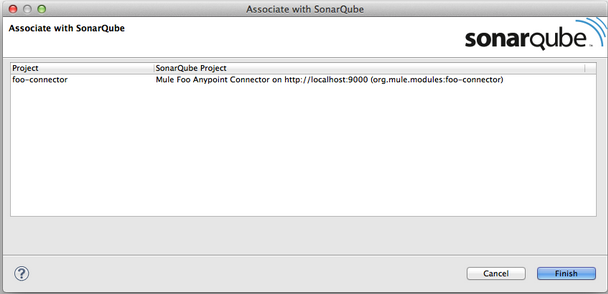 Associate with SonarQube
Associate with SonarQube
sonarqube™
Project SonarQube Project
foo-connector Mule Foo Anypoint Connector on http://localhost:9000 (org.mule.modules:foo-connector)
?
Cancel Finish